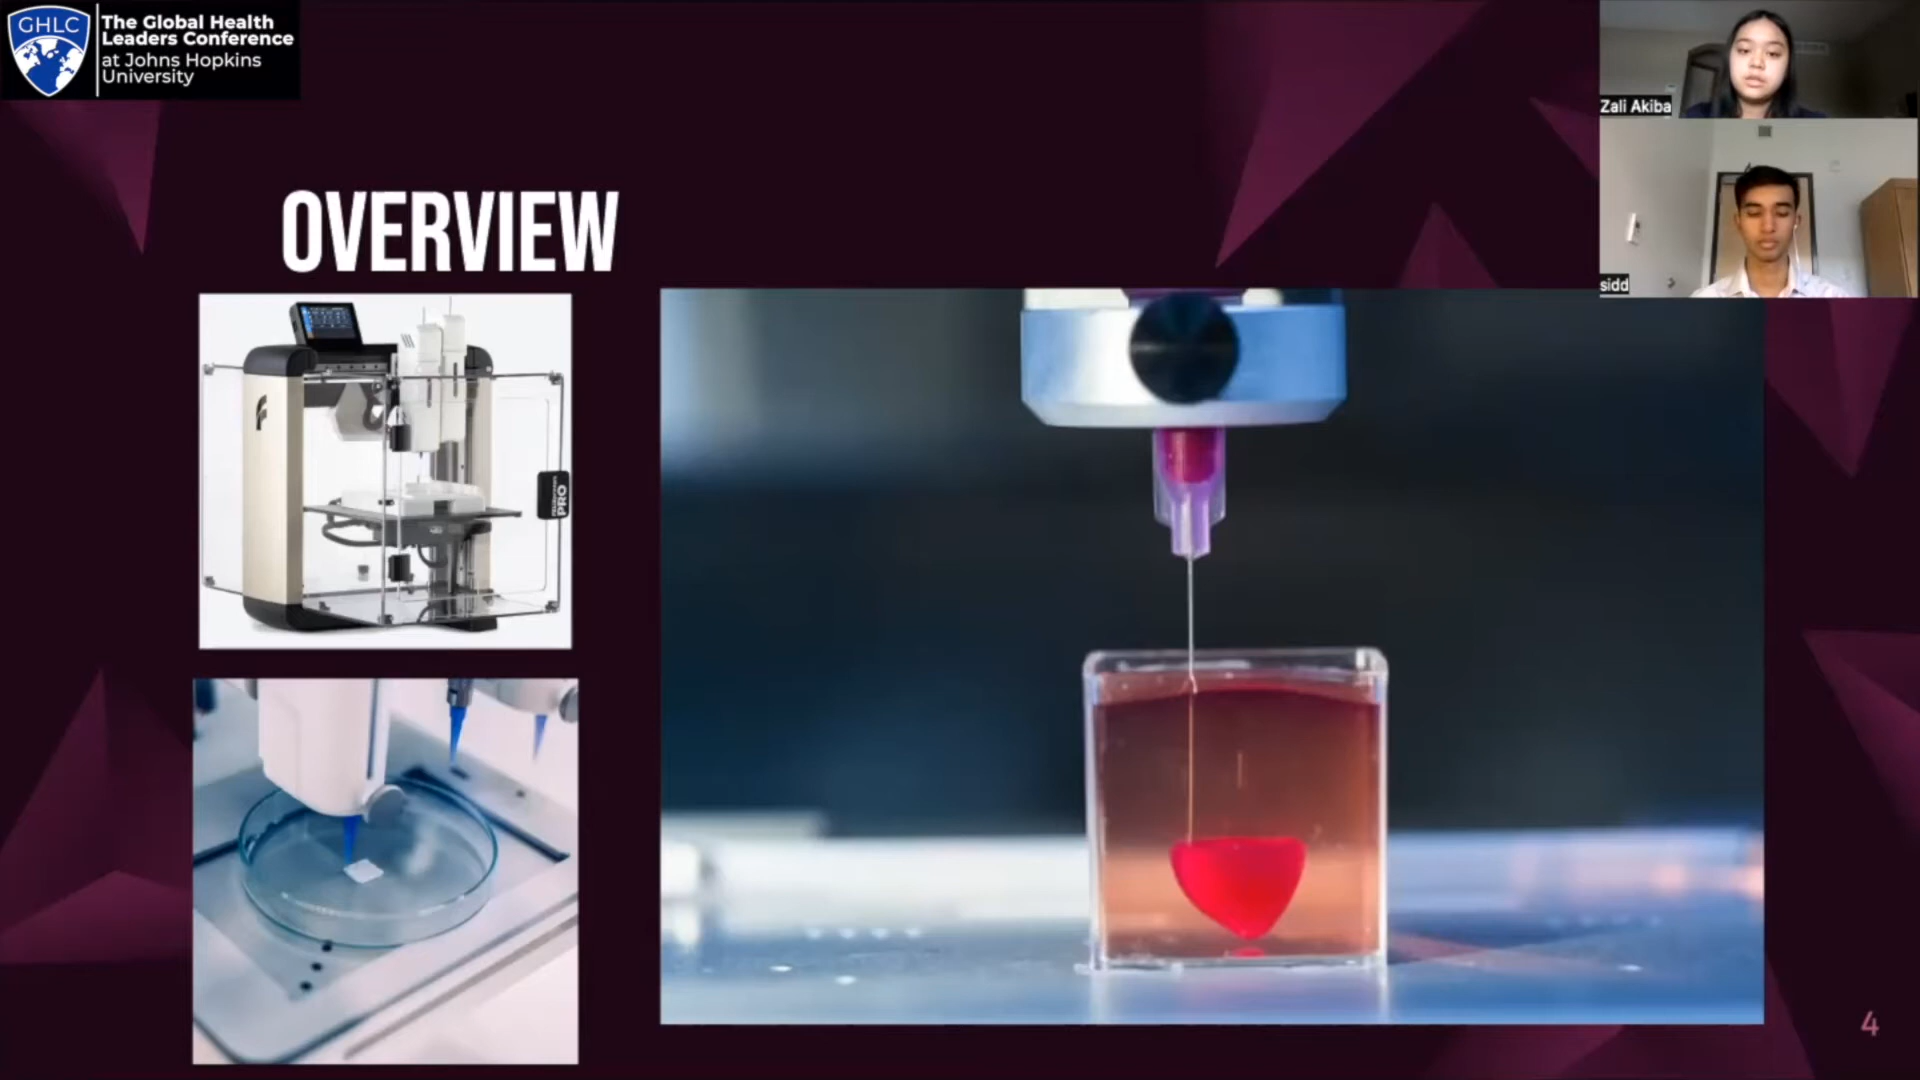 GHLC
The Global Health
Leaders Conference
at Johns Hopkins
University
Zali Akiba
sidd
OVERVIEW
PRO
4